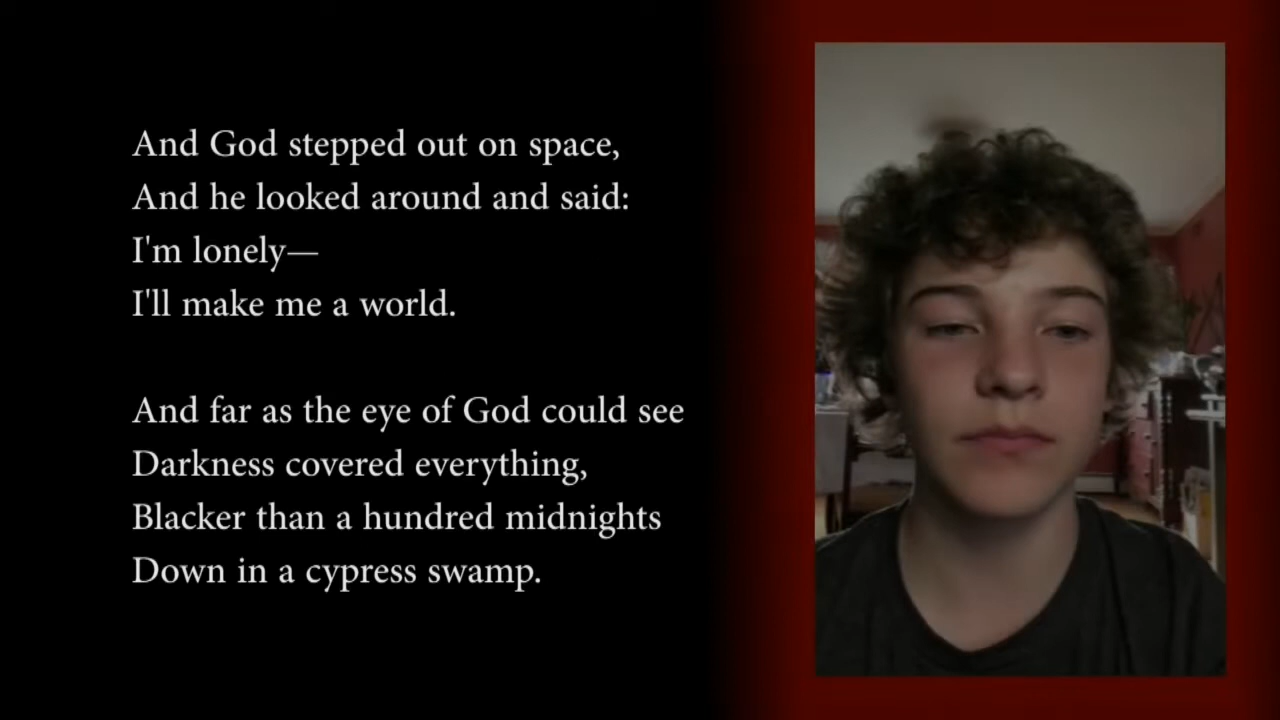 And God stepped out on space,
And he looked around and said:
I'm lonely—
I'll make me a world.
And far as the eye of God could see
Darkness covered everything,
Blacker than a hundred midnights
Down in a cypress swamp.